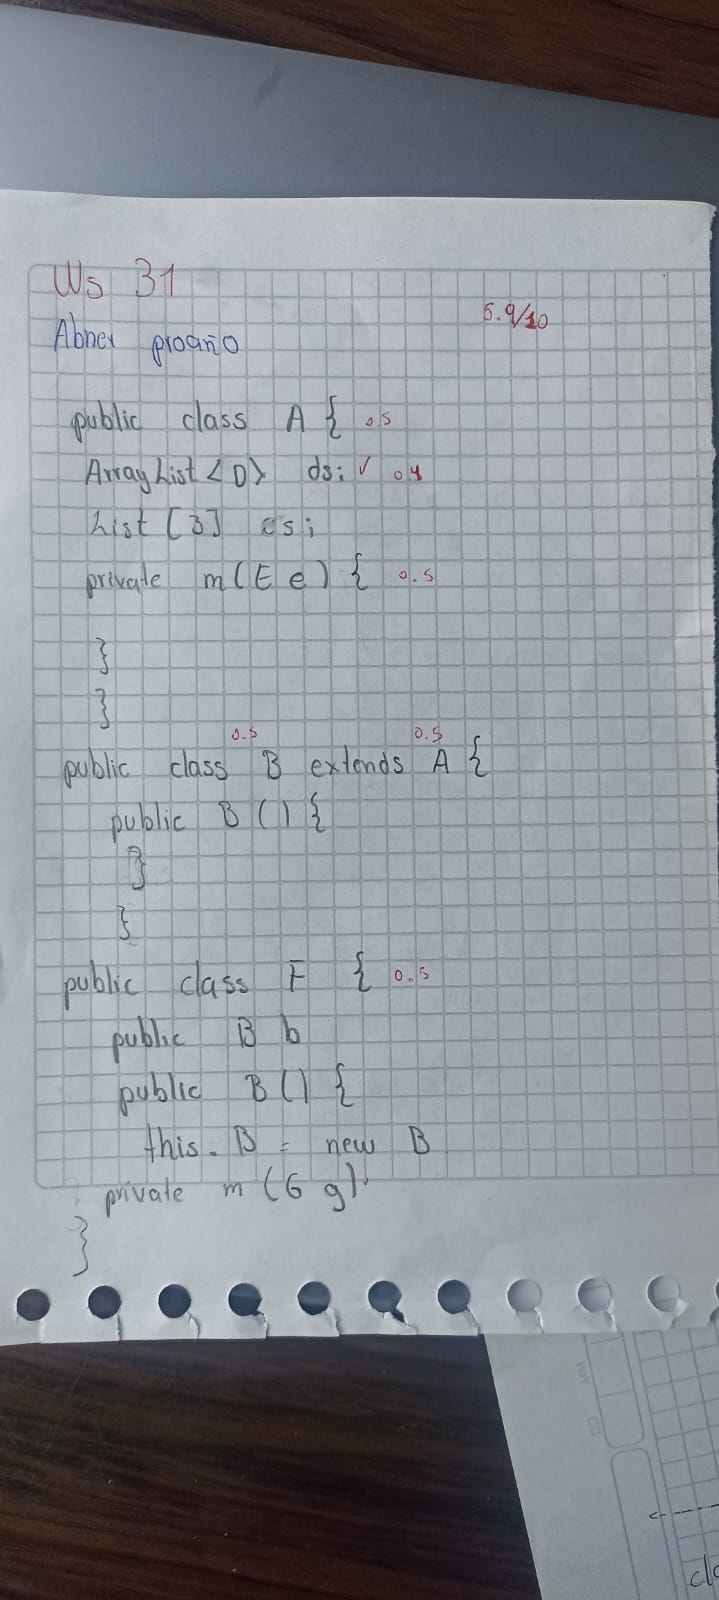 Ws 31
5.9/10
Abner proaño
public class A { 0.5
ArrayList <D> ds; ✓ 0.4
List [3] cs;
private m(E e) { 0.5
}
}
0.5 0.5
public class B extends A {
public B () {
}
}
public class F { 0.5
public B b
public B() {
this. B = new B
private m (G g).
}